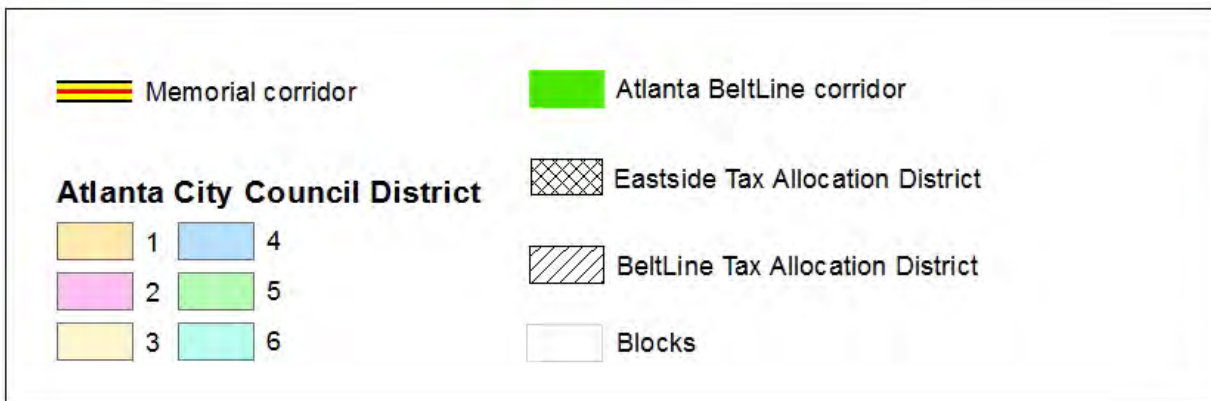 Memorial corridor
Atlanta City Council District
1 4
2 5
3 6
Atlanta BeltLine corridor
Eastside Tax Allocation District
BeltLine Tax Allocation District
Blocks